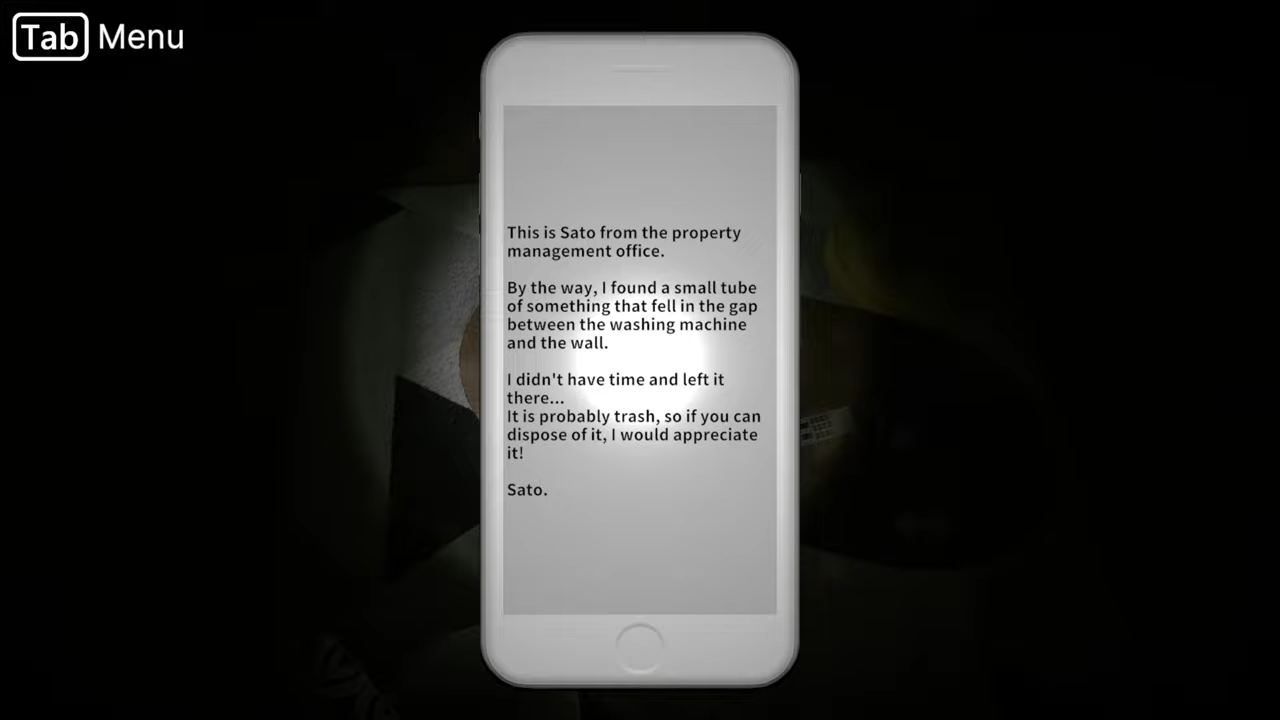 Tab Menu
This is Sato from the property
management office.
By the way, I found a small tube
of something that fell in the gap
between the washing machine
and the wall.
I didn't have time and left it
there...
It is probably trash, so if you can
dispose of it, I would appreciate
it!
Sato.